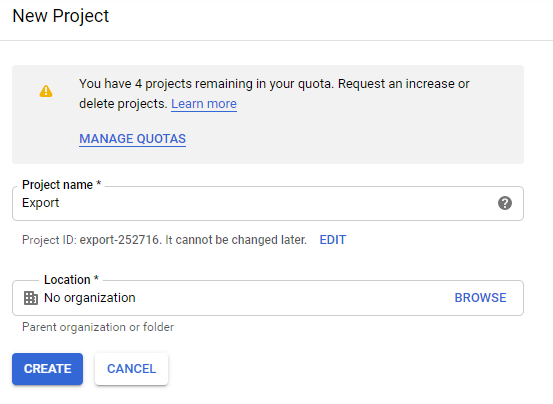 New Project
You have 4 projects remaining in your quota. Request an increase or
delete projects. Learn more
MANAGE QUOTAS
Project name *
Export
Project ID: export-252716. It cannot be changed later. EDIT
Location *
No organization BROWSE
Parent organization or folder
CREATE CANCEL